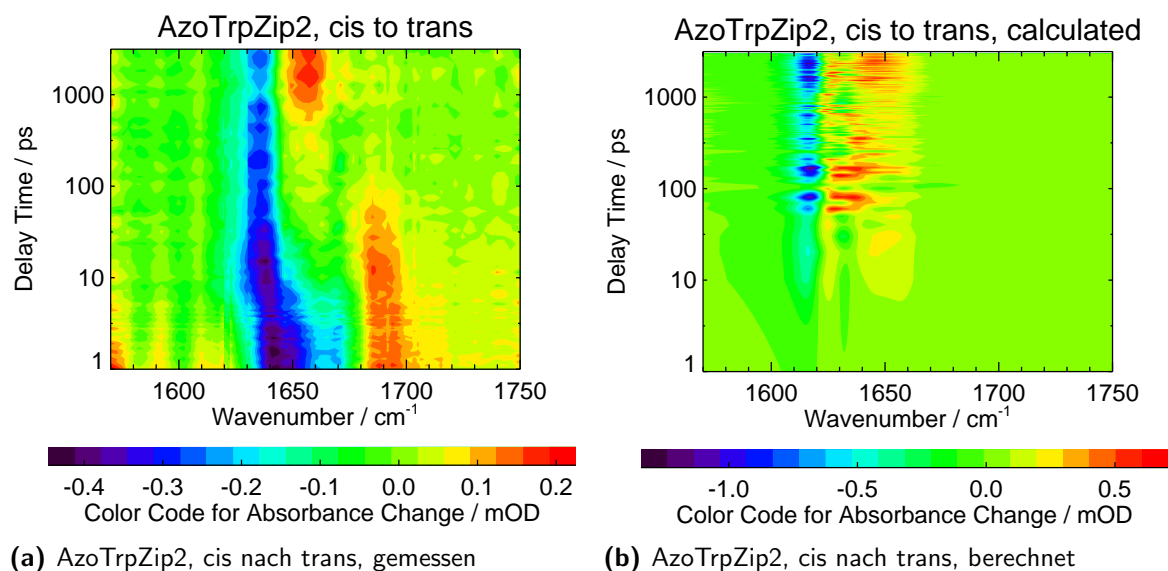 AzoTrpZip2, cis to trans
Delay Time / ps
1000
100
10
1
1600
1650
1700
1750
Wavenumber / cm⁻¹
-0.4
-0.3
-0.2
-0.1
0.0
0.1
0.2
Color Code for Absorbance Change / mOD
(a) AzoTrpZip2, cis nach trans, gemessen
AzoTrpZip2, cis to trans, calculated
Delay Time / ps
1000
100
10
1
1600
1650
1700
1750
Wavenumber / cm⁻¹
-1.0
-0.5
0.0
0.5
Color Code for Absorbance Change / mOD
(b) AzoTrpZip2, cis nach trans, berechnet